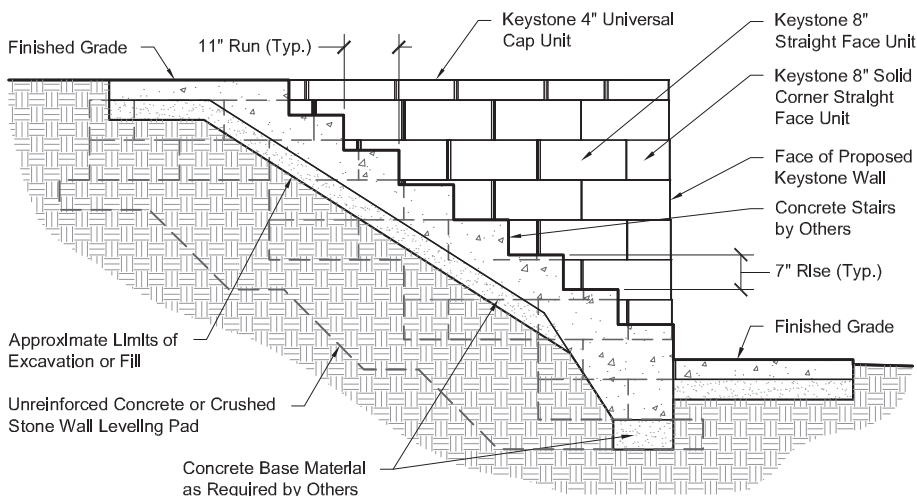 Finished Grade
11" Run (Typ.)
Keystone 4" Universal
Cap Unit
Keystone 8"
Straight Face Unit
Keystone 8" Solid
Corner Straight
Face Unit
Face of Proposed
Keystone Wall
Concrete Stairs
by Others
7" Rise (Typ.)
Finished Grade
Approximate Limits of
Excavation or Fill
Unreinforced Concrete or Crushed
Stone Wall Leveling Pad
Concrete Base Material
as Required by Others